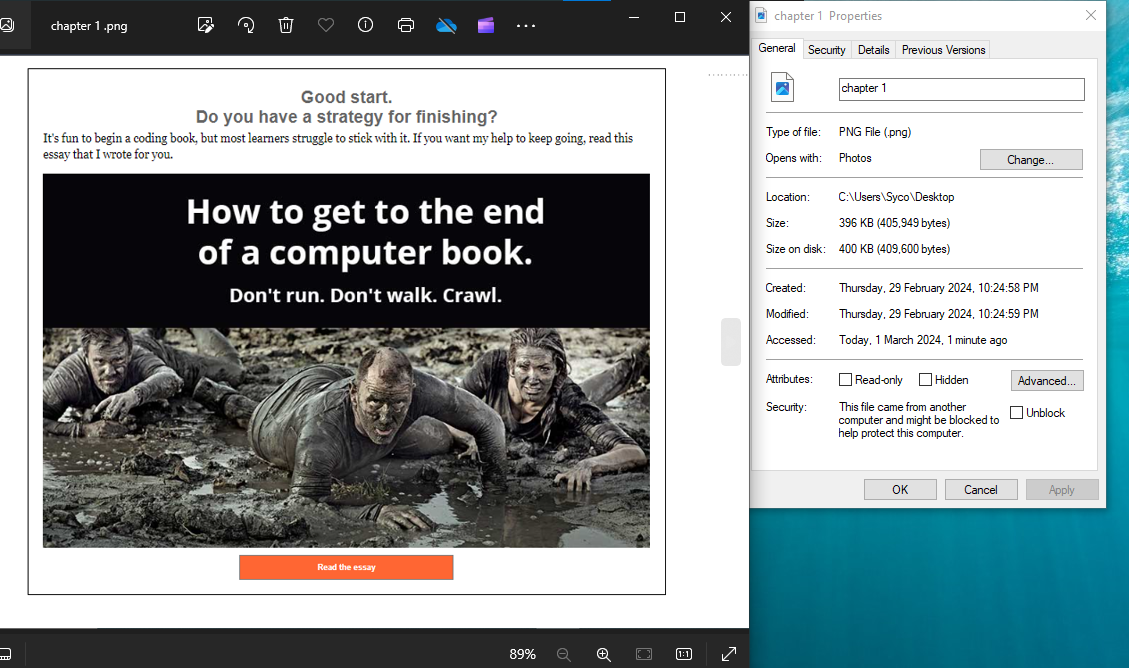 chapter 1 .png
Good start.
Do you have a strategy for finishing?
It's fun to begin a coding book, but most learners struggle to stick with it. If you want my help to keep going, read this
essay that I wrote for you.
How to get to the end
of a computer book.
Don't run. Don't walk. Crawl.
Read the essay
89%
1:1
chapter 1 Properties
General Security Details Previous Versions
chapter 1
Type of file: PNG File (.png)
Opens with: Photos Change...
Location: C:\Users\Syco\Desktop
Size: 396 KB (405,949 bytes)
Size on disk: 400 KB (409,600 bytes)
Created: Thursday, 29 February 2024, 10:24:58 PM
Modified: Thursday, 29 February 2024, 10:24:59 PM
Accessed: Today, 1 March 2024, 1 minute ago
Attributes: Read-only Hidden Advanced...
Security: This file came from another
computer and might be blocked to
help protect this computer.
Unblock
OK Cancel Apply